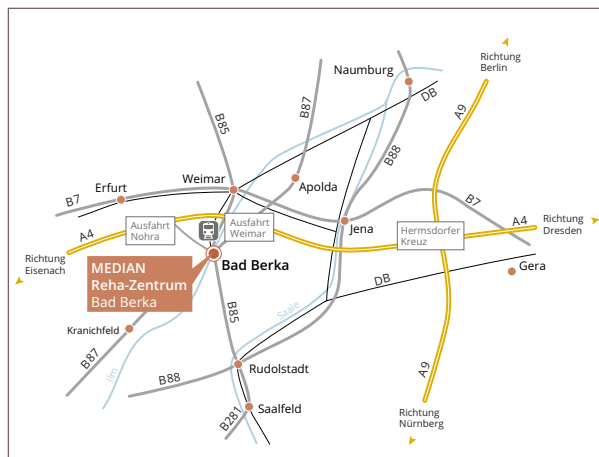 Richtung
Berlin
Naumburg
B87
DB
A9
B85
B88
Weimar
Erfurt
Apolda
B7
B7
Ausfahrt
Nohra
Ausfahrt
Weimar
Jena
Hermsdorfer
Kreuz
A4
Richtung
Dresden
A4
Richtung
Eisenach
MEDIAN
Reha-Zentrum
Bad Berka
Bad Berka
Gera
DB
Saale
B85
Kranichfeld
B87
Ilm
B88
Rudolstadt
A9
B281
Saalfeld
Richtung
Nürnberg